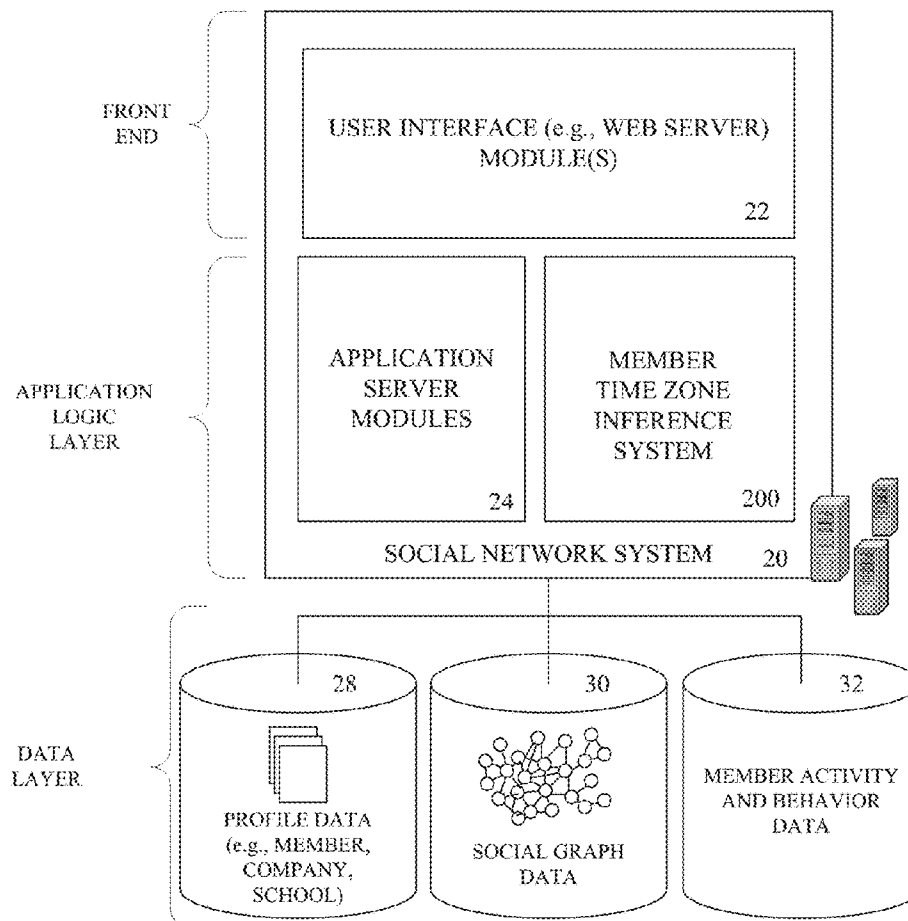 FRONT
END
USER INTERFACE (e.g., WEB SERVER)
MODULE(S)
22
APPLICATION
LOGIC
LAYER
APPLICATION
SERVER
MODULES
24
MEMBER
TIME ZONE
INFERENCE
SYSTEM
200
SOCIAL NETWORK SYSTEM
20
DATA
LAYER
28
PROFILE DATA
(e.g., MEMBER,
COMPANY,
SCHOOL)
30
SOCIAL GRAPH
DATA
32
MEMBER ACTIVITY
AND BEHAVIOR
DATA